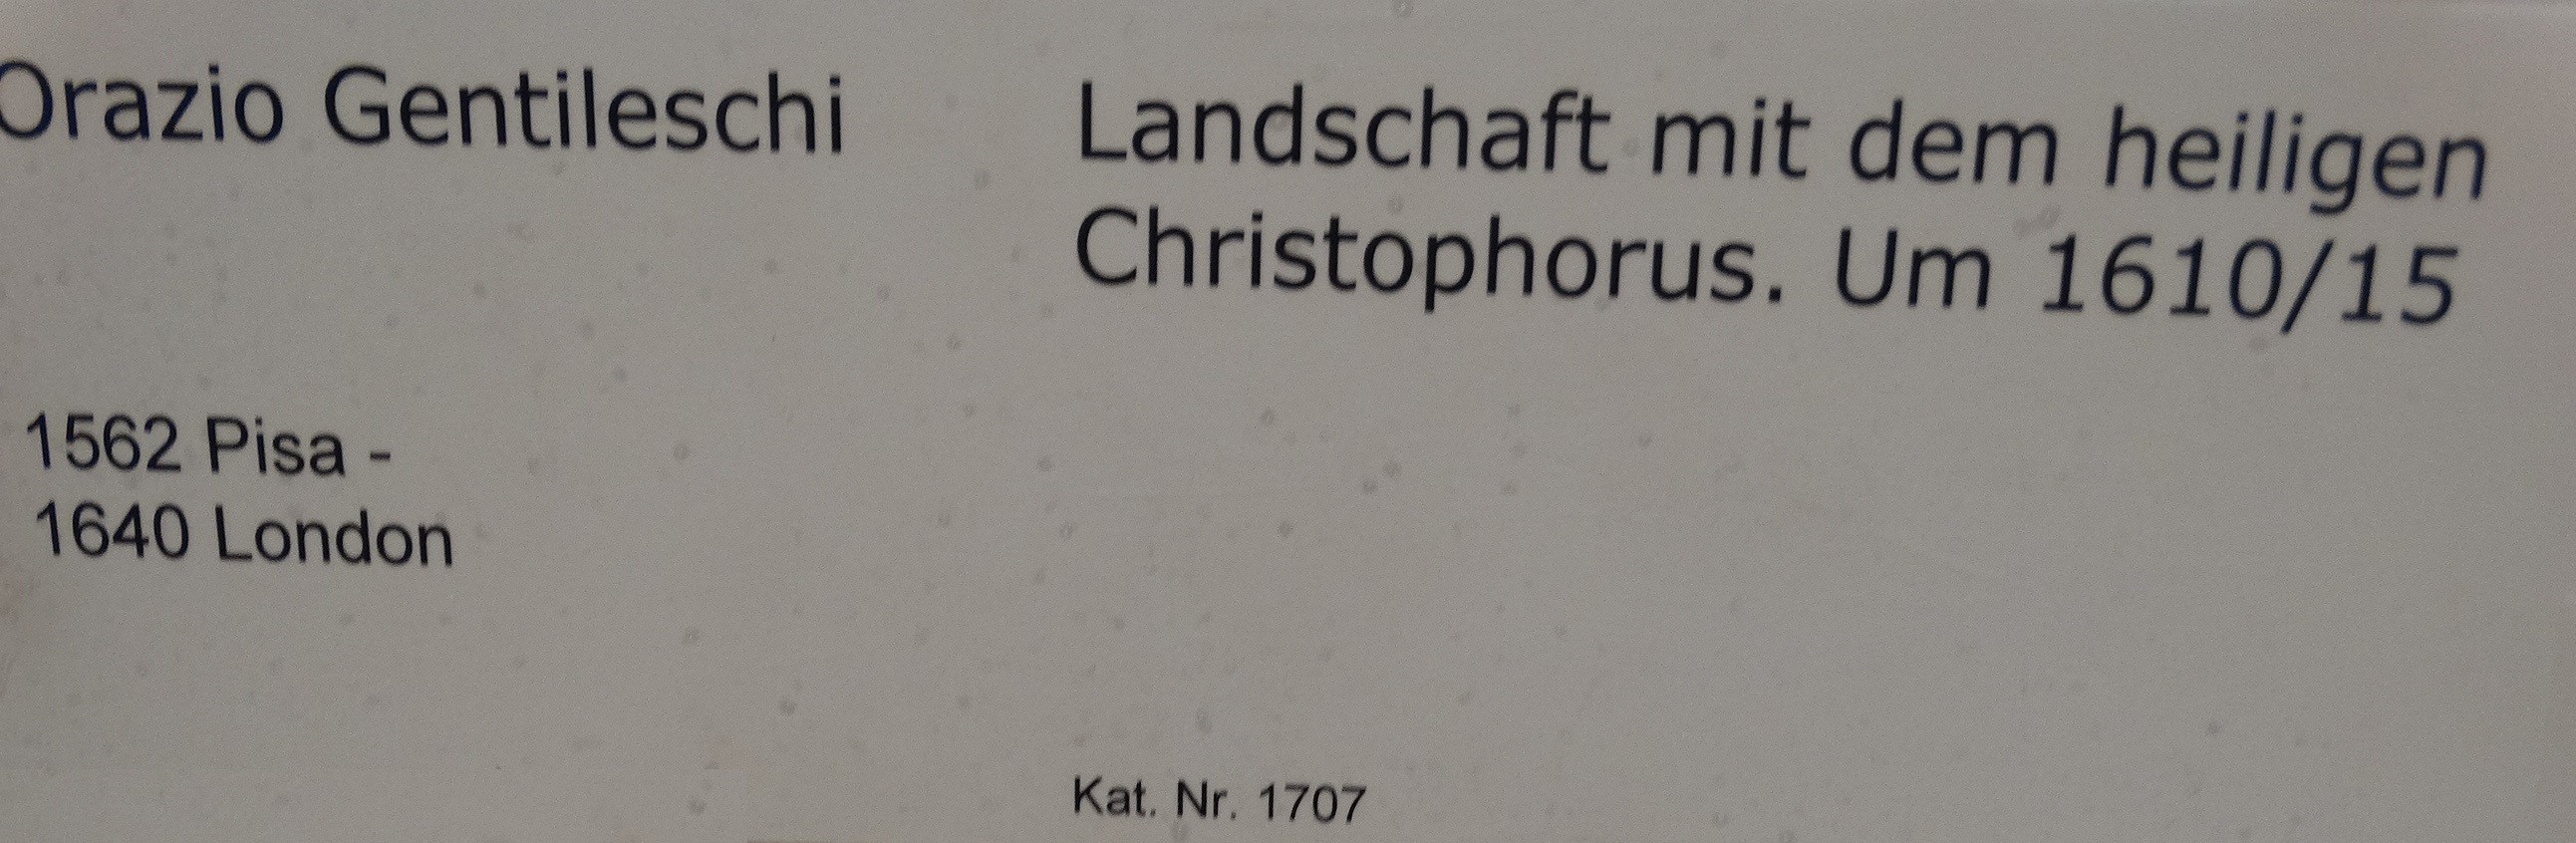 Orazio Gentileschi
1562 Pisa -
1640 London
Landschaft mit dem heiligen
Christophorus. Um 1610/15
Kat. Nr. 1707